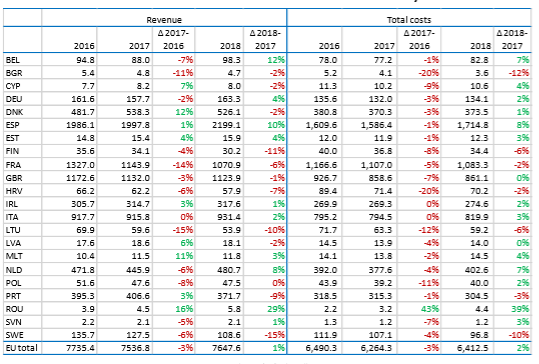 Revenue Total costs
2016 2017 Δ 2017-2016 2018 Δ 2018-2017 2016 2017 Δ 2017-2016 2018 Δ 2018-2017
BEL 94.8 88.0 -7% 98.3 12% 78.0 77.2 -1% 82.8 7%
BGR 5.4 4.8 -11% 4.7 -2% 5.2 4.1 -20% 3.6 -12%
CYP 7.7 8.2 7% 8.0 -2% 11.3 10.2 -9% 10.6 4%
DEU 161.6 157.7 -2% 163.3 4% 135.6 132.0 -3% 134.1 2%
DNK 481.7 538.3 12% 526.1 -2% 380.8 370.3 -3% 373.5 1%
ESP 1986.1 1997.8 1% 2199.1 10% 1,609.6 1,586.4 -1% 1,714.8 8%
EST 14.8 15.4 4% 15.9 4% 12.0 11.9 -1% 12.3 3%
FIN 35.6 34.1 -4% 30.2 -11% 40.0 36.8 -8% 34.4 -6%
FRA 1327.0 1143.9 -14% 1070.9 -6% 1,166.6 1,107.0 -5% 1,083.3 -2%
GBR 1172.6 1132.0 -3% 1123.9 -1% 926.7 858.6 -7% 861.1 0%
HRV 66.2 62.2 -6% 57.9 -7% 89.4 71.4 -20% 70.2 -2%
IRL 305.7 314.7 3% 317.6 1% 269.9 269.3 0% 274.6 2%
ITA 917.7 915.8 0% 931.4 2% 795.2 794.5 0% 819.9 3%
LTU 69.9 59.6 -15% 53.9 -10% 71.7 63.3 -12% 59.2 -6%
LVA 17.6 18.6 6% 18.1 -2% 14.5 13.9 -4% 14.0 0%
MLT 10.4 11.5 11% 11.8 3% 14.1 13.8 -2% 14.5 4%
NLD 471.8 445.9 -6% 480.7 8% 392.0 377.6 -4% 402.6 7%
POL 51.6 47.6 -8% 47.5 0% 43.9 39.2 -11% 40.0 2%
PRT 395.3 406.6 3% 371.7 -9% 318.5 315.3 -1% 304.5 -3%
ROU 3.9 4.5 16% 5.8 29% 2.2 3.2 43% 4.4 39%
SVN 2.2 2.1 -5% 2.1 1% 1.3 1.2 -7% 1.2 3%
SWE 135.7 127.5 -6% 108.6 -15% 111.9 107.1 -4% 96.8 -10%
EU total 7735.4 7536.8 -3% 7647.6 1% 6,490.3 6,264.3 -3% 6,412.5 2%